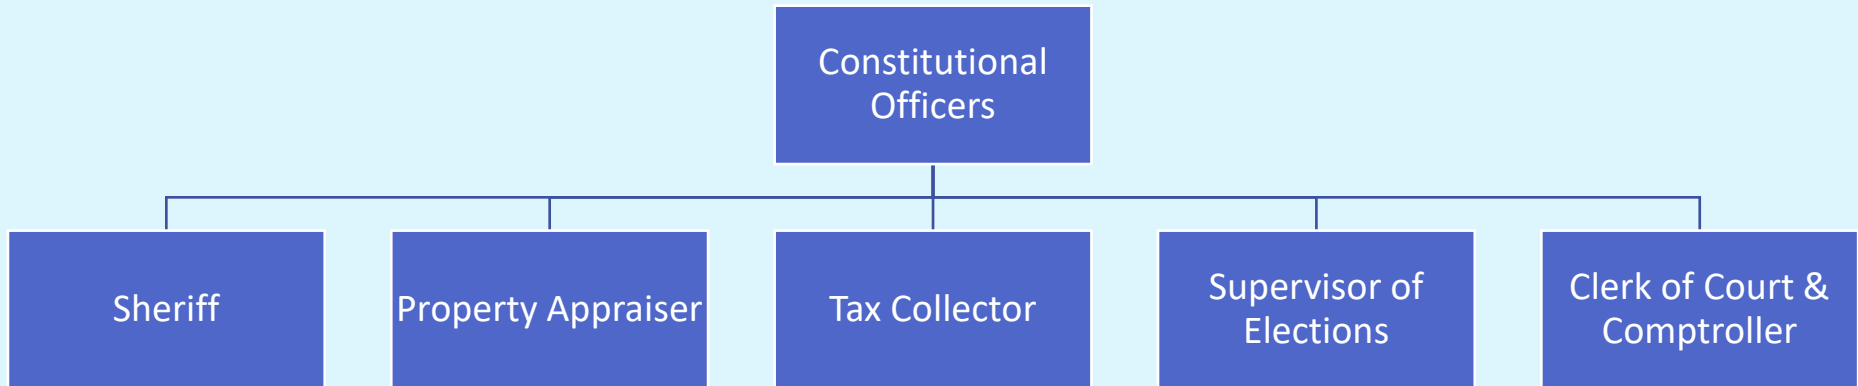 Constitutional
Officers
Sheriff
Property Appraiser
Tax Collector
Supervisor of
Elections
Clerk of Court &
Comptroller